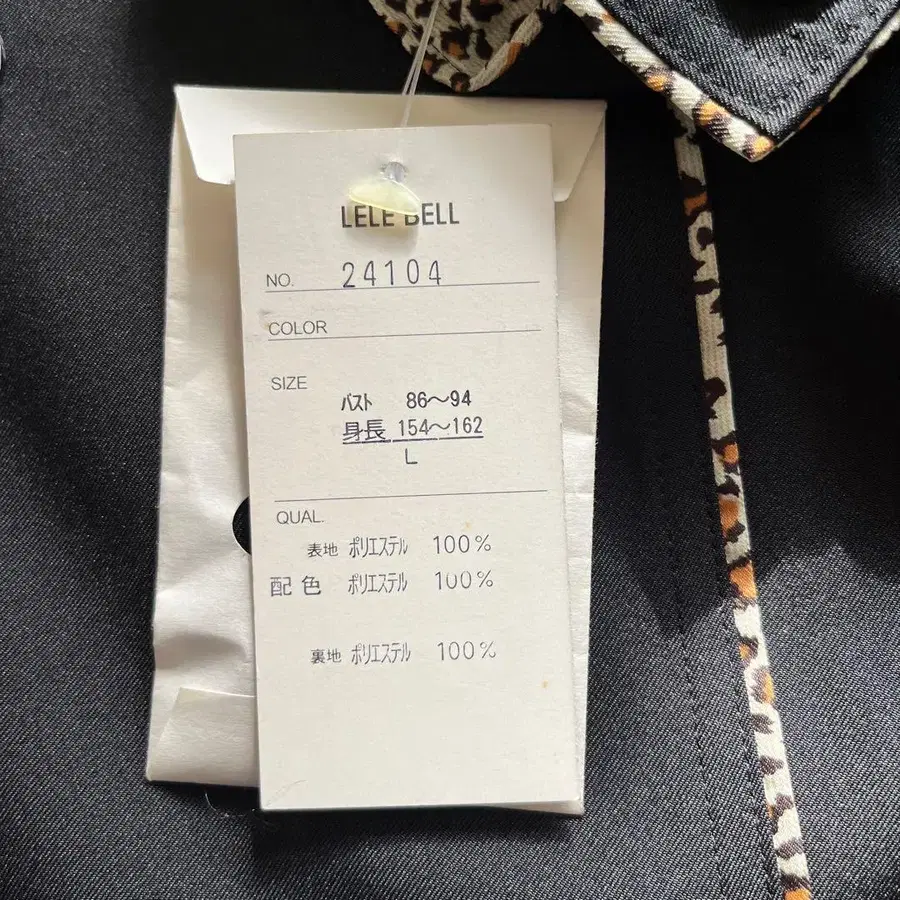 LELE BELL
NO. 24104
COLOR
SIZE
バスト 86〜94
身長 154〜162
L
QUAL.
表地 ポリエステル 100%
配色 ポリエステル 100%
裏地 ポリエステル 100%